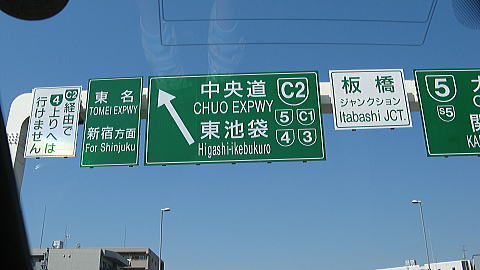 C2経由で
4上りへは
行けません
東名
TOMEI EXPWY
新宿方面
For Shinjuku
中央道
CHUO EXPWY
東池袋
Higashi-ikebukuro
C2
5 C1
4 3
板橋
ジャンクション
Itabashi JCT.
5
S5